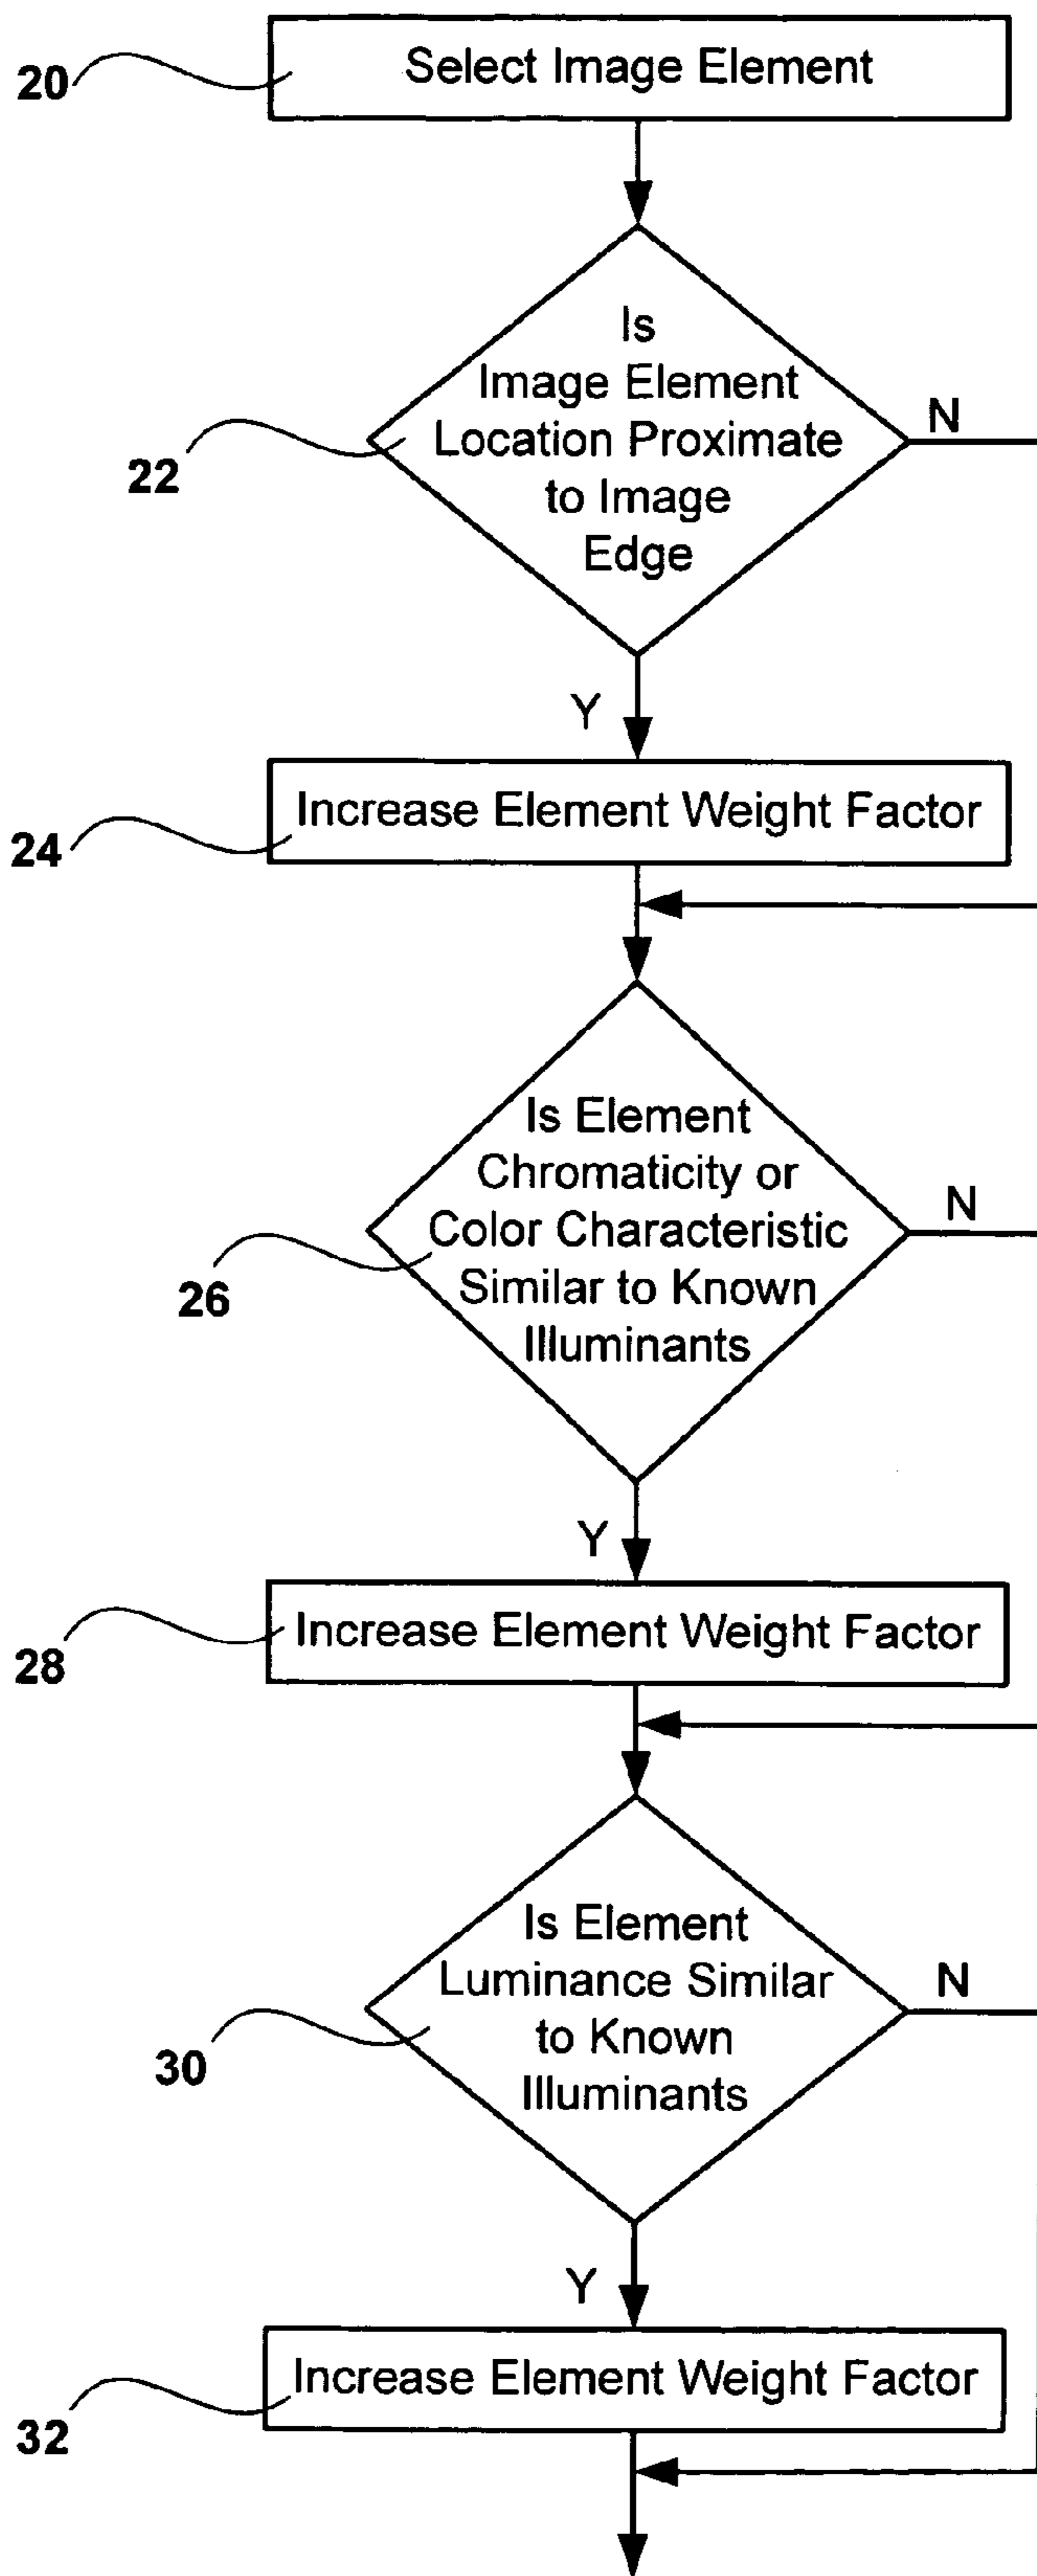 20
Select Image Element
Is
Image Element
Location Proximate
to Image
Edge
N
22
Y
Increase Element Weight Factor
24
Is Element
Chromaticity or
Color Characteristic
Similar to Known
Illuminants
N
26
Y
Increase Element Weight Factor
28
Is Element
Luminance Similar
to Known
Illuminants
N
30
Y
Increase Element Weight Factor
32